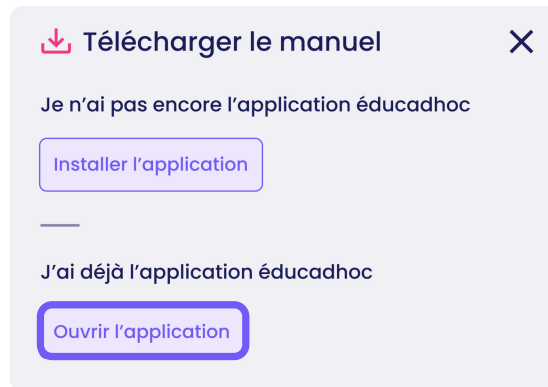 Télécharger le manuel
Je n’ai pas encore l’application éducadhoc
Installer l’application
J’ai déjà l’application éducadhoc
Ouvrir l’application